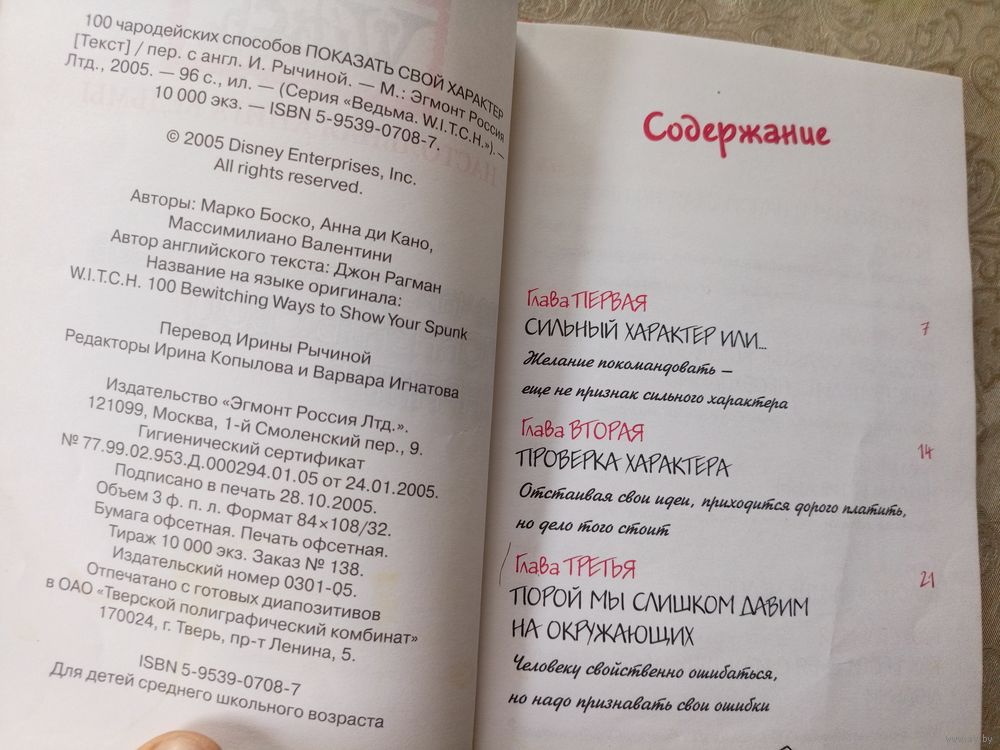 100 чародейских способов ПОКАЗАТЬ СВОЙ ХАРАКТЕР
[Текст] / пер. с англ. И. Рычиной. — М.: Эгмонт Россия
Лтд., 2005. — 96 с., ил. — (Серия «Ведьма. W.I.T.C.H.»). —
10 000 экз. — ISBN 5-9539-0708-7.
© 2005 Disney Enterprises, Inc.
All rights reserved.
Авторы: Марко Боско, Анна ди Кано,
Массимилиано Валентини
Автор английского текста: Джон Рагман
Название на языке оригинала:
W.I.T.C.H. 100 Bewitching Ways to Show Your Spunk
Перевод Ирины Рычиной
Редакторы Ирина Копылова и Варвара Игнатова
Издательство «Эгмонт Россия Лтд.».
121099, Москва, 1-й Смоленский пер., 9.
Гигиенический сертификат
№ 77.99.02.953.Д.000294.01.05 от 24.01.2005.
Подписано в печать 28.10.2005.
Объем 3 ф. п. л. Формат 84×108/32.
Бумага офсетная. Печать офсетная.
Тираж 10 000 экз. Заказ № 138.
Издательский номер 0301-05.
Отпечатано с готовых диапозитивов
в ОАО «Тверской полиграфический комбинат»
170024, г. Тверь, пр-т Ленина, 5.
ISBN 5-9539-0708-7
Для детей среднего школьного возраста
Содержание
Глава ПЕРВАЯ
СИЛЬНЫЙ ХАРАКТЕР ИЛИ... 7
Желание покомандовать —
еще не признак сильного характера
Глава ВТОРАЯ
ПРОВЕРКА ХАРАКТЕРА 14
Отстаивая свои идеи, приходится дорого платить,
но дело того стоит
Глава ТРЕТЬЯ 21
ПОРОЙ МЫ СЛИШКОМ ДАВИМ
НА ОКРУЖАЮЩИХ
Человеку свойственно ошибаться,
но надо признавать свои ошибки